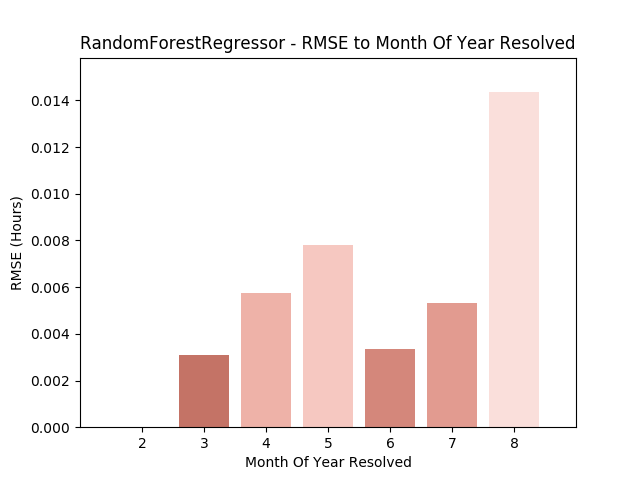 RandomForestRegressor - RMSE to Month Of Year Resolved
0.014
0.012
0.010
0.008
0.006
0.004
0.002
0.000
RMSE (Hours)
2 3 4 5 6 7 8
Month Of Year Resolved